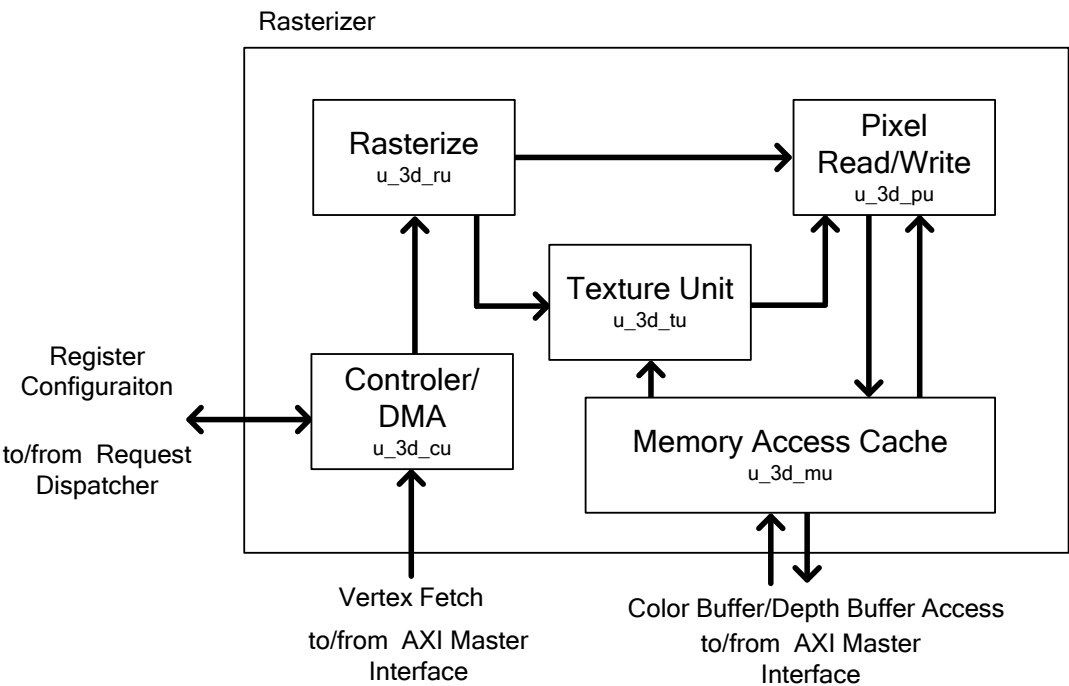 Rasterizer
Rasterize
u_3d_ru
Pixel
Read/Write
u_3d_pu
Texture Unit
u_3d_tu
Register
Configuraiton
to/from Request
Dispatcher
Controler/
DMA
u_3d_cu
Memory Access Cache
u_3d_mu
Vertex Fetch
to/from AXI Master
Interface
Color Buffer/Depth Buffer Access
to/from AXI Master
Interface